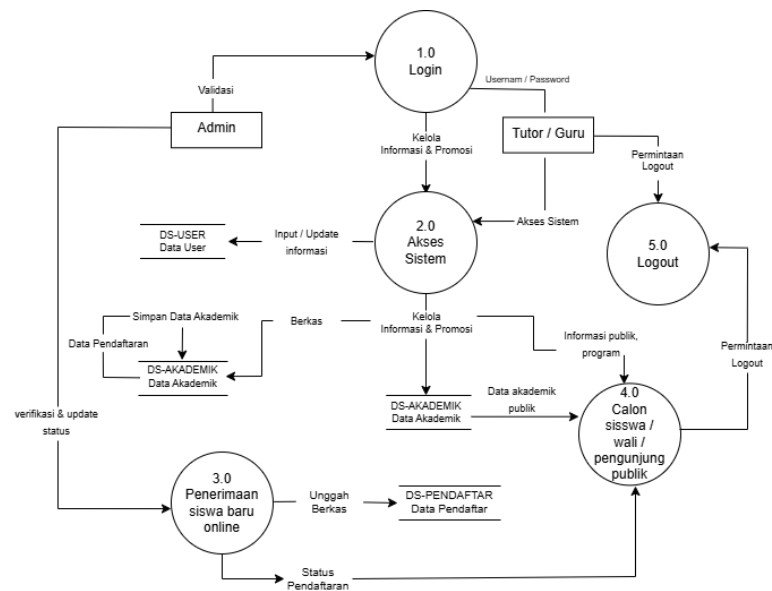 1.0
Login
Usernam / Password
Validasi
Admin
Tutor / Guru
Kelola
Informasi & Promosi
Permintaan
Logout
2.0
Akses
Sistem
Akses Sistem
DS-USER
Data User
Input / Update
informasi
5.0
Logout
Simpan Data Akademik
Berkas
Kelola
Informasi & Promosi
Informasi publik,
program
Data Pendaftaran
Permintaan
Logout
DS-AKADEMIK
Data Akademik
DS-AKADEMIK
Data Akademik
Data akademik
publik
4.0
Calon
sisswa /
wali /
pengunjung
publik
verifikasi & update
status
3.0
Penerimaan
siswa baru
online
Unggah
Berkas
DS-PENDAFTAR
Data Pendaftar
Status
Pendaftaran